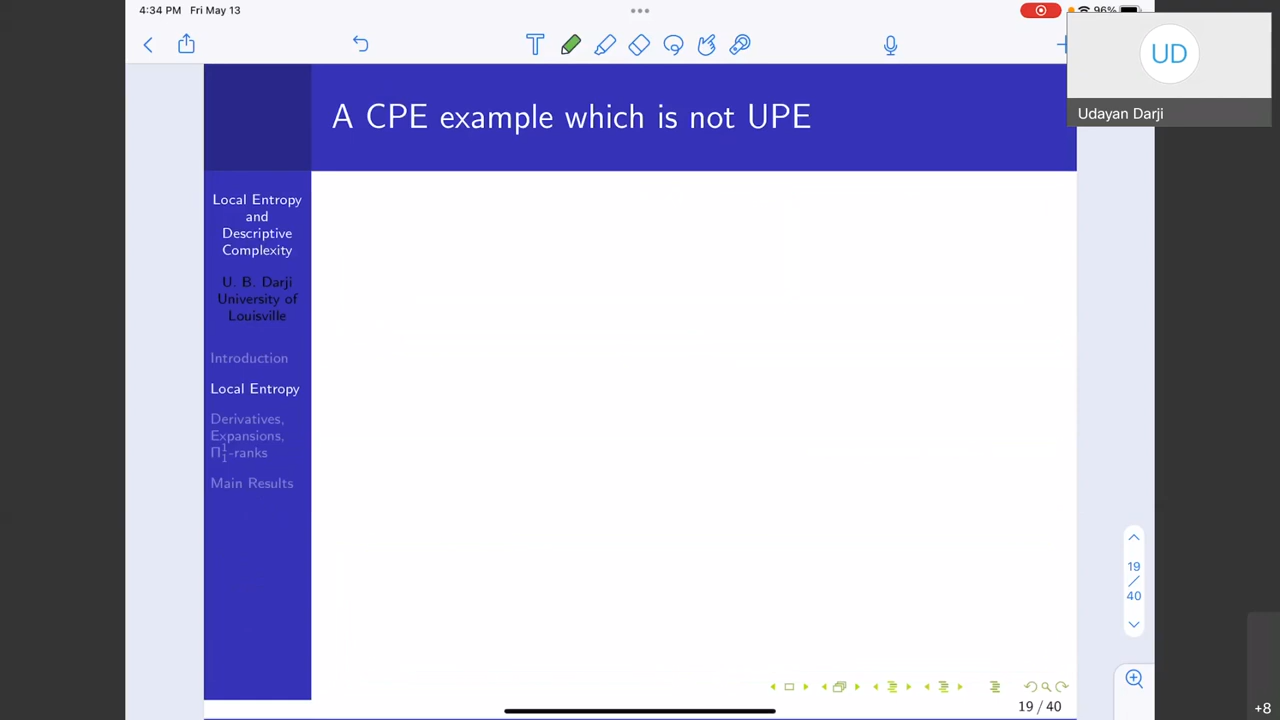 4:34 PM Fri May 13
96%
UD
Udayan Darji
A CPE example which is not UPE
Local Entropy
and
Descriptive
Complexity
U. B. Darji
University of
Louisville
Introduction
Local Entropy
Derivatives,
Expansions,
Π¹₁-ranks
Main Results
19
/
40
19 / 40
+8